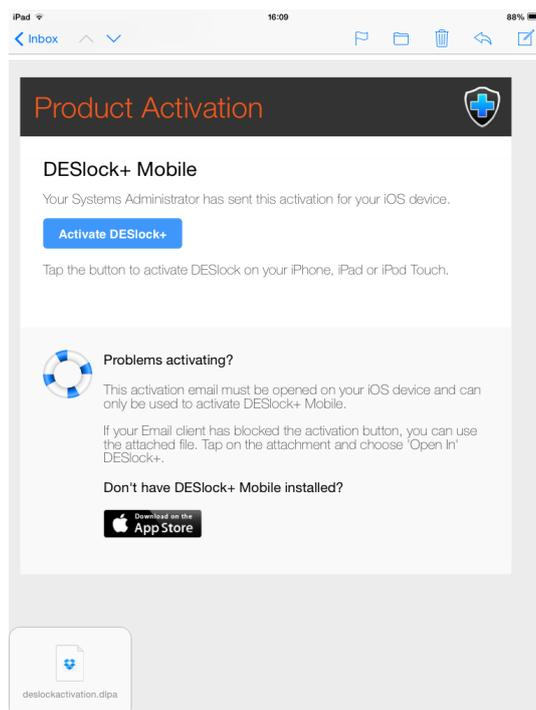 iPad 16:09 88%
Inbox
Product Activation
DESlock+ Mobile
Your Systems Administrator has sent this activation for your iOS device.
Activate DESlock+
Tap the button to activate DESlock on your iPhone, iPad or iPod Touch.
Problems activating?
This activation email must be opened on your iOS device and can
only be used to activate DESlock+ Mobile.
If your Email client has blocked the activation button, you can use
the attached file. Tap on the attachment and choose 'Open In'
DESlock+.
Don't have DESlock+ Mobile installed?
Download on the
App Store
deslockactivation.dlpa